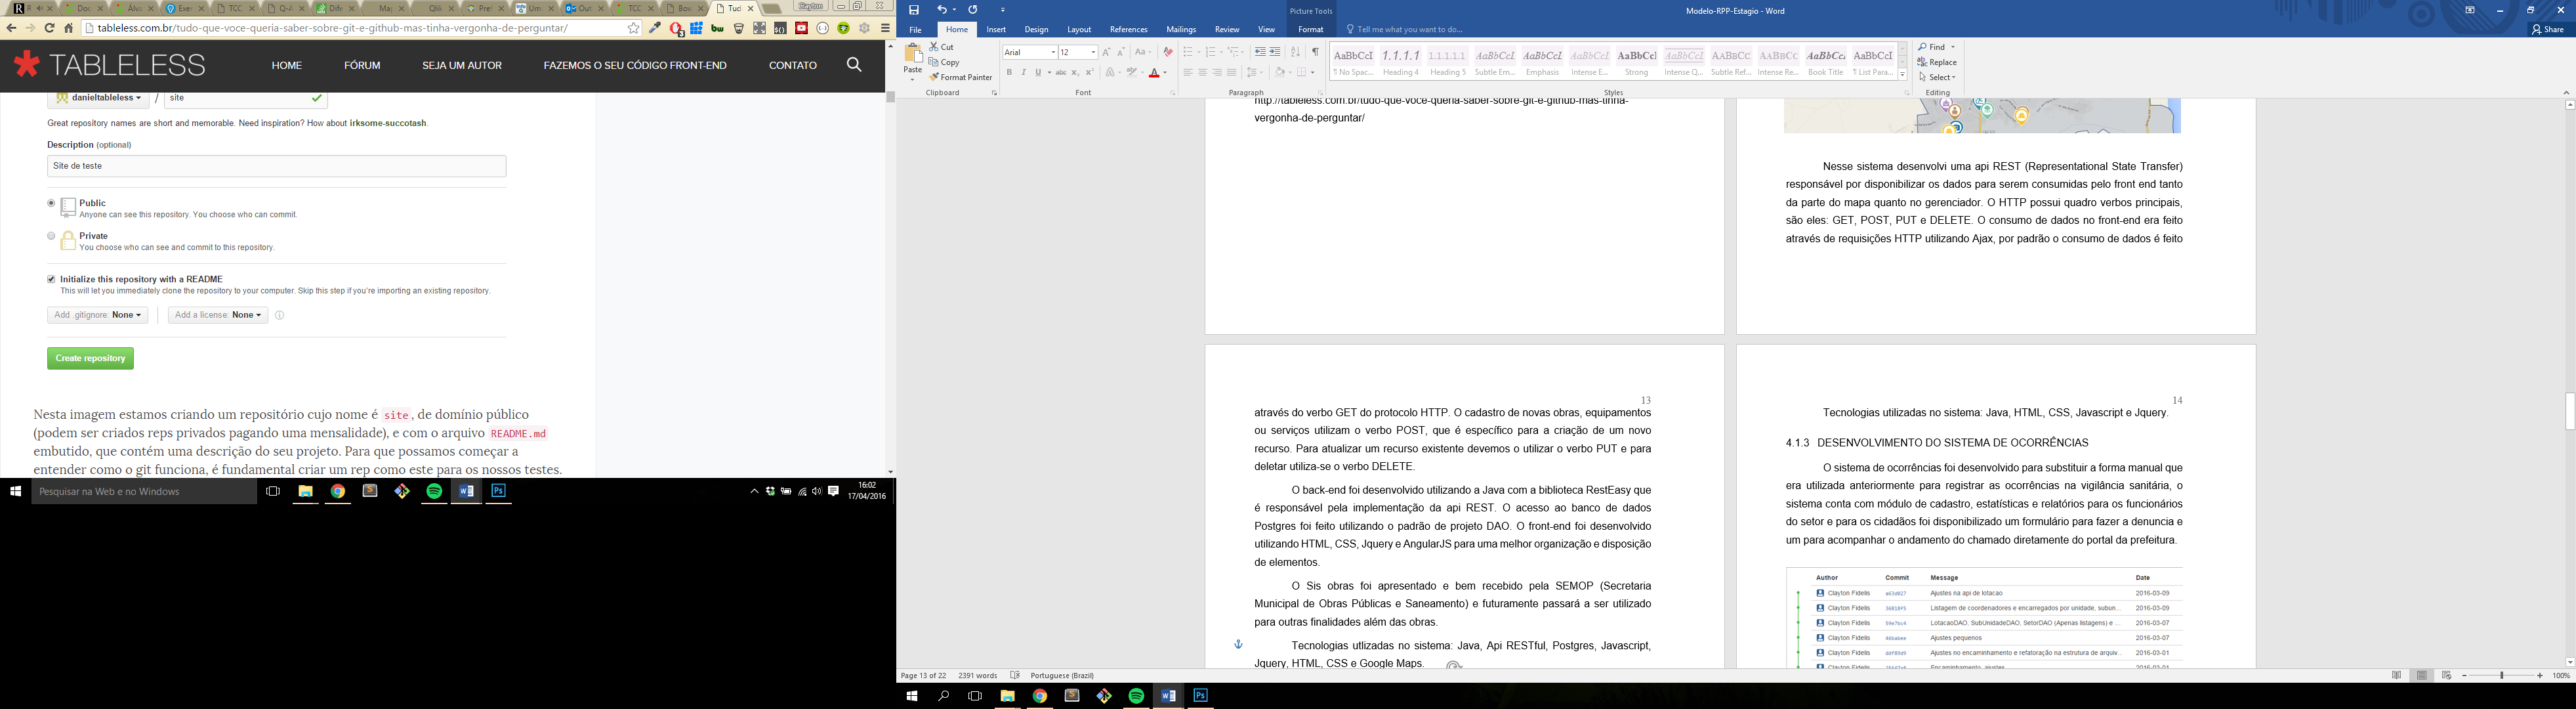 Clayton
tableless.com.br/tudo-que-voce-queria-saber-sobre-git-e-github-mas-tinha-vergonha-de-perguntar/
TABLELESS
HOME FÓRUM SEJA UM AUTOR FAZEMOS O SEU CÓDIGO FRONT-END CONTATO
danieltableless / site
Great repository names are short and memorable. Need inspiration? How about irksome-succotash.
Description (optional)
Site de teste
Public
Anyone can see this repository. You choose who can commit.
Private
You choose who can see and commit to this repository.
Initialize this repository with a README
This will let you immediately clone the repository to your computer. Skip this step if you're importing an existing repository.
Add .gitignore: None Add a license: None
Create repository
Nesta imagem estamos criando um repositório cujo nome é site, de domínio público
(podem ser criados reps privados pagando uma mensalidade), e com o arquivo README.md
embutido, que contém uma descrição do seu projeto. Para que possamos começar a
entender como o git funciona, é fundamental criar um rep como este para os nossos testes.
Pesquisar na Web e no Windows
16:02
17/04/2016
Picture Tools
Modelo-RPP-Estagio - Word
File Home Insert Design Layout References Mailings Review View Format Tell me what you want to do...
Share
Paste
Cut
Copy
Format Painter
Clipboard
Arial 12
Font
Paragraph
¶ No Spac... Heading 4 Heading 5 Subtle Em... Emphasis Intense E... Strong Intense Q... Subtle Ref... Intense Re... Book Title ¶ List Para...
Styles
Find
Replace
Select
Editing
http://tableless.com.br/tudo-que-voce-queria-saber-sobre-git-e-github-mas-tinha-
vergonha-de-perguntar/
Nesse sistema desenvolvi uma api REST (Representational State Transfer)
responsável por disponibilizar os dados para serem consumidas pelo front end tanto
da parte do mapa quanto no gerenciador. O HTTP possui quadro verbos principais,
são eles: GET, POST, PUT e DELETE. O consumo de dados no front-end era feito
através de requisições HTTP utilizando Ajax, por padrão o consumo de dados é feito
13
através do verbo GET do protocolo HTTP. O cadastro de novas obras, equipamentos
ou serviços utilizam o verbo POST, que é específico para a criação de um novo
recurso. Para atualizar um recurso existente devemos o utilizar o verbo PUT e para
deletar utiliza-se o verbo DELETE.
O back-end foi desenvolvido utilizando a Java com a biblioteca RestEasy que
é responsável pela implementação da api REST. O acesso ao banco de dados
Postgres foi feito utilizando o padrão de projeto DAO. O front-end foi desenvolvido
utilizando HTML, CSS, Jquery e AngularJS para uma melhor organização e disposição
de elementos.
O Sis obras foi apresentado e bem recebido pela SEMOP (Secretaria
Municipal de Obras Públicas e Saneamento) e futuramente passará a ser utilizado
para outras finalidades além das obras.
Tecnologias utlizadas no sistema: Java, Api RESTful, Postgres, Javascript,
Jquery, HTML, CSS e Google Maps.
14
Tecnologias utilizadas no sistema: Java, HTML, CSS, Javascript e Jquery.
4.1.3 DESENVOLVIMENTO DO SISTEMA DE OCORRÊNCIAS
O sistema de ocorrências foi desenvolvido para substituir a forma manual que
era utilizada anteriormente para registrar as ocorrências na vigilância sanitária, o
sistema conta com módulo de cadastro, estatísticas e relatórios para os funcionários
do setor e para os cidadãos foi disponibilizado um formulário para fazer a denuncia e
um para acompanhar o andamento do chamado diretamente do portal da prefeitura.
Author Commit Message Date
Clayton Fidelis Ajustes na api de lotacao 2016-03-09
Clayton Fidelis Listagem de coordenadores e encarregados por unidade, subun... 2016-03-09
Clayton Fidelis LotacaoDAO, SubUnidadeDAO, SetorDAO (Apenas listagens) e ... 2016-03-07
Clayton Fidelis Ajustes pequenos 2016-03-07
Clayton Fidelis Ajustes no encaminhamento e refatoração na estrutura de arquiv... 2016-03-01
Clayton Fidelis Encaminhamento, ajustes 2016-03-01
Page 13 of 22 2391 words Portuguese (Brazil)
100%